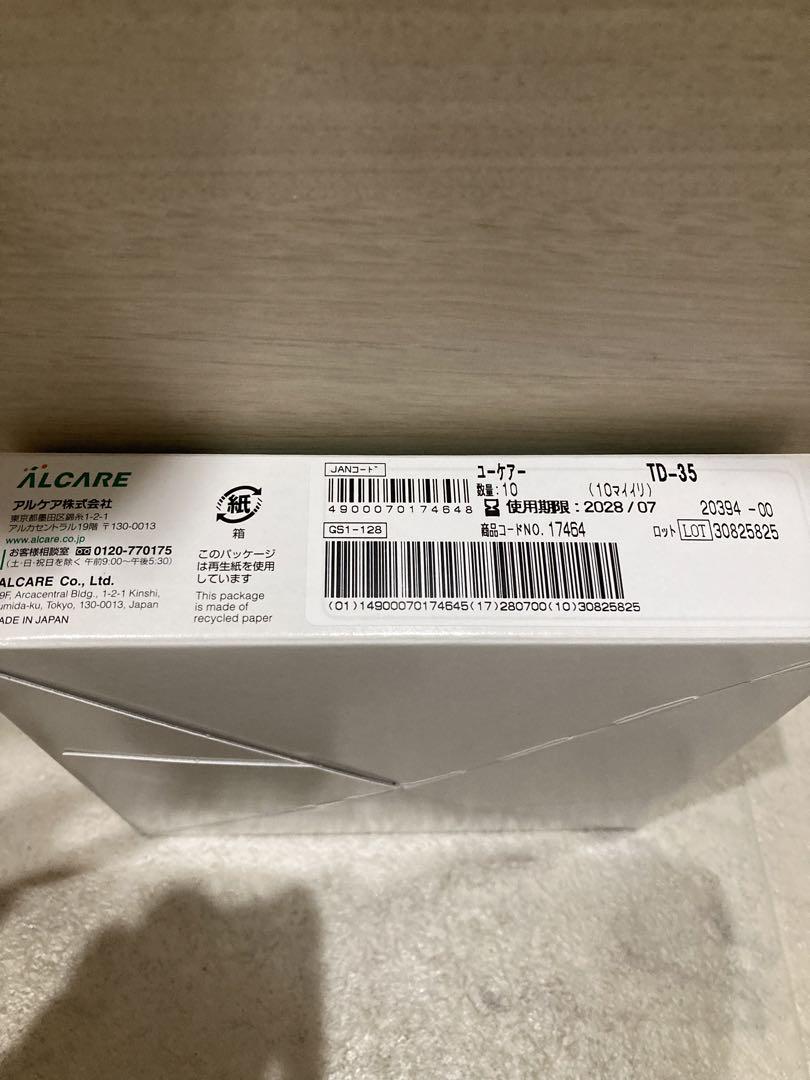 ALCARE
アルケア株式会社
東京都墨田区錦糸1-2-1
アルカセントラル19階 〒130-0013
www.alcare.co.jp
お客様相談室 0120-770175
(土・日・祝日を除く 午前9:00〜午後5:30)
ALCARE Co., Ltd.
9F, Arcacentral Bldg., 1-2-1 Kinshi,
umida-ku, Tokyo, 130-0013, Japan
ADE IN JAPAN
紙
箱
このパッケージ
は再生紙を使用
しています
This package
is made of
recycled paper
JANコード
4900070174648
ユーケアー TD-35
数量:10 (10マイイリ)
使用期限:2028/07 20394 -00
商品コードNO. 17464 ロット LOT 30825825
GS1-128
(01)14900070174645(17)280700(10)30825825